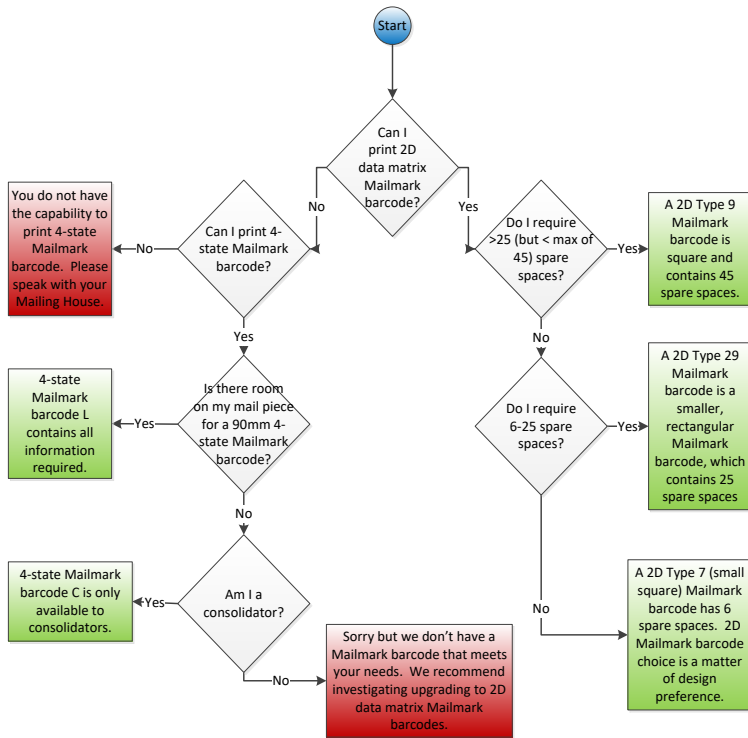 Start
Can I
print 2D
data matrix
Mailmark
barcode?
No
Yes
You do not have
the capability to
print 4-state
Mailmark
barcode.  Please
speak with your
Mailing House.
No
Can I print 4-
state Mailmark
barcode?
Do I require
>25 (but < max of
45) spare
spaces?
Yes
A 2D Type 9
Mailmark
barcode is
square and
contains 45
spare spaces.
Yes
No
4-state
Mailmark
barcode L
contains all
information
required.
Yes
Is there room
on my mail piece
for a 90mm 4-
state Mailmark
barcode?
Do I require
6-25 spare
spaces?
Yes
A 2D Type 29
Mailmark
barcode is a
smaller,
rectangular
Mailmark
barcode, which
contains 25
spare spaces
No
No
4-state Mailmark
barcode C is only
available to
consolidators.
Yes
Am I a
consolidator?
No
Sorry but we don’t have a
Mailmark barcode that meets
your needs.  We recommend
investigating upgrading to 2D
data matrix Mailmark
barcodes.
A 2D Type 7 (small
square) Mailmark
barcode has 6
spare spaces.  2D
Mailmark barcode
choice is a matter
of design
preference.